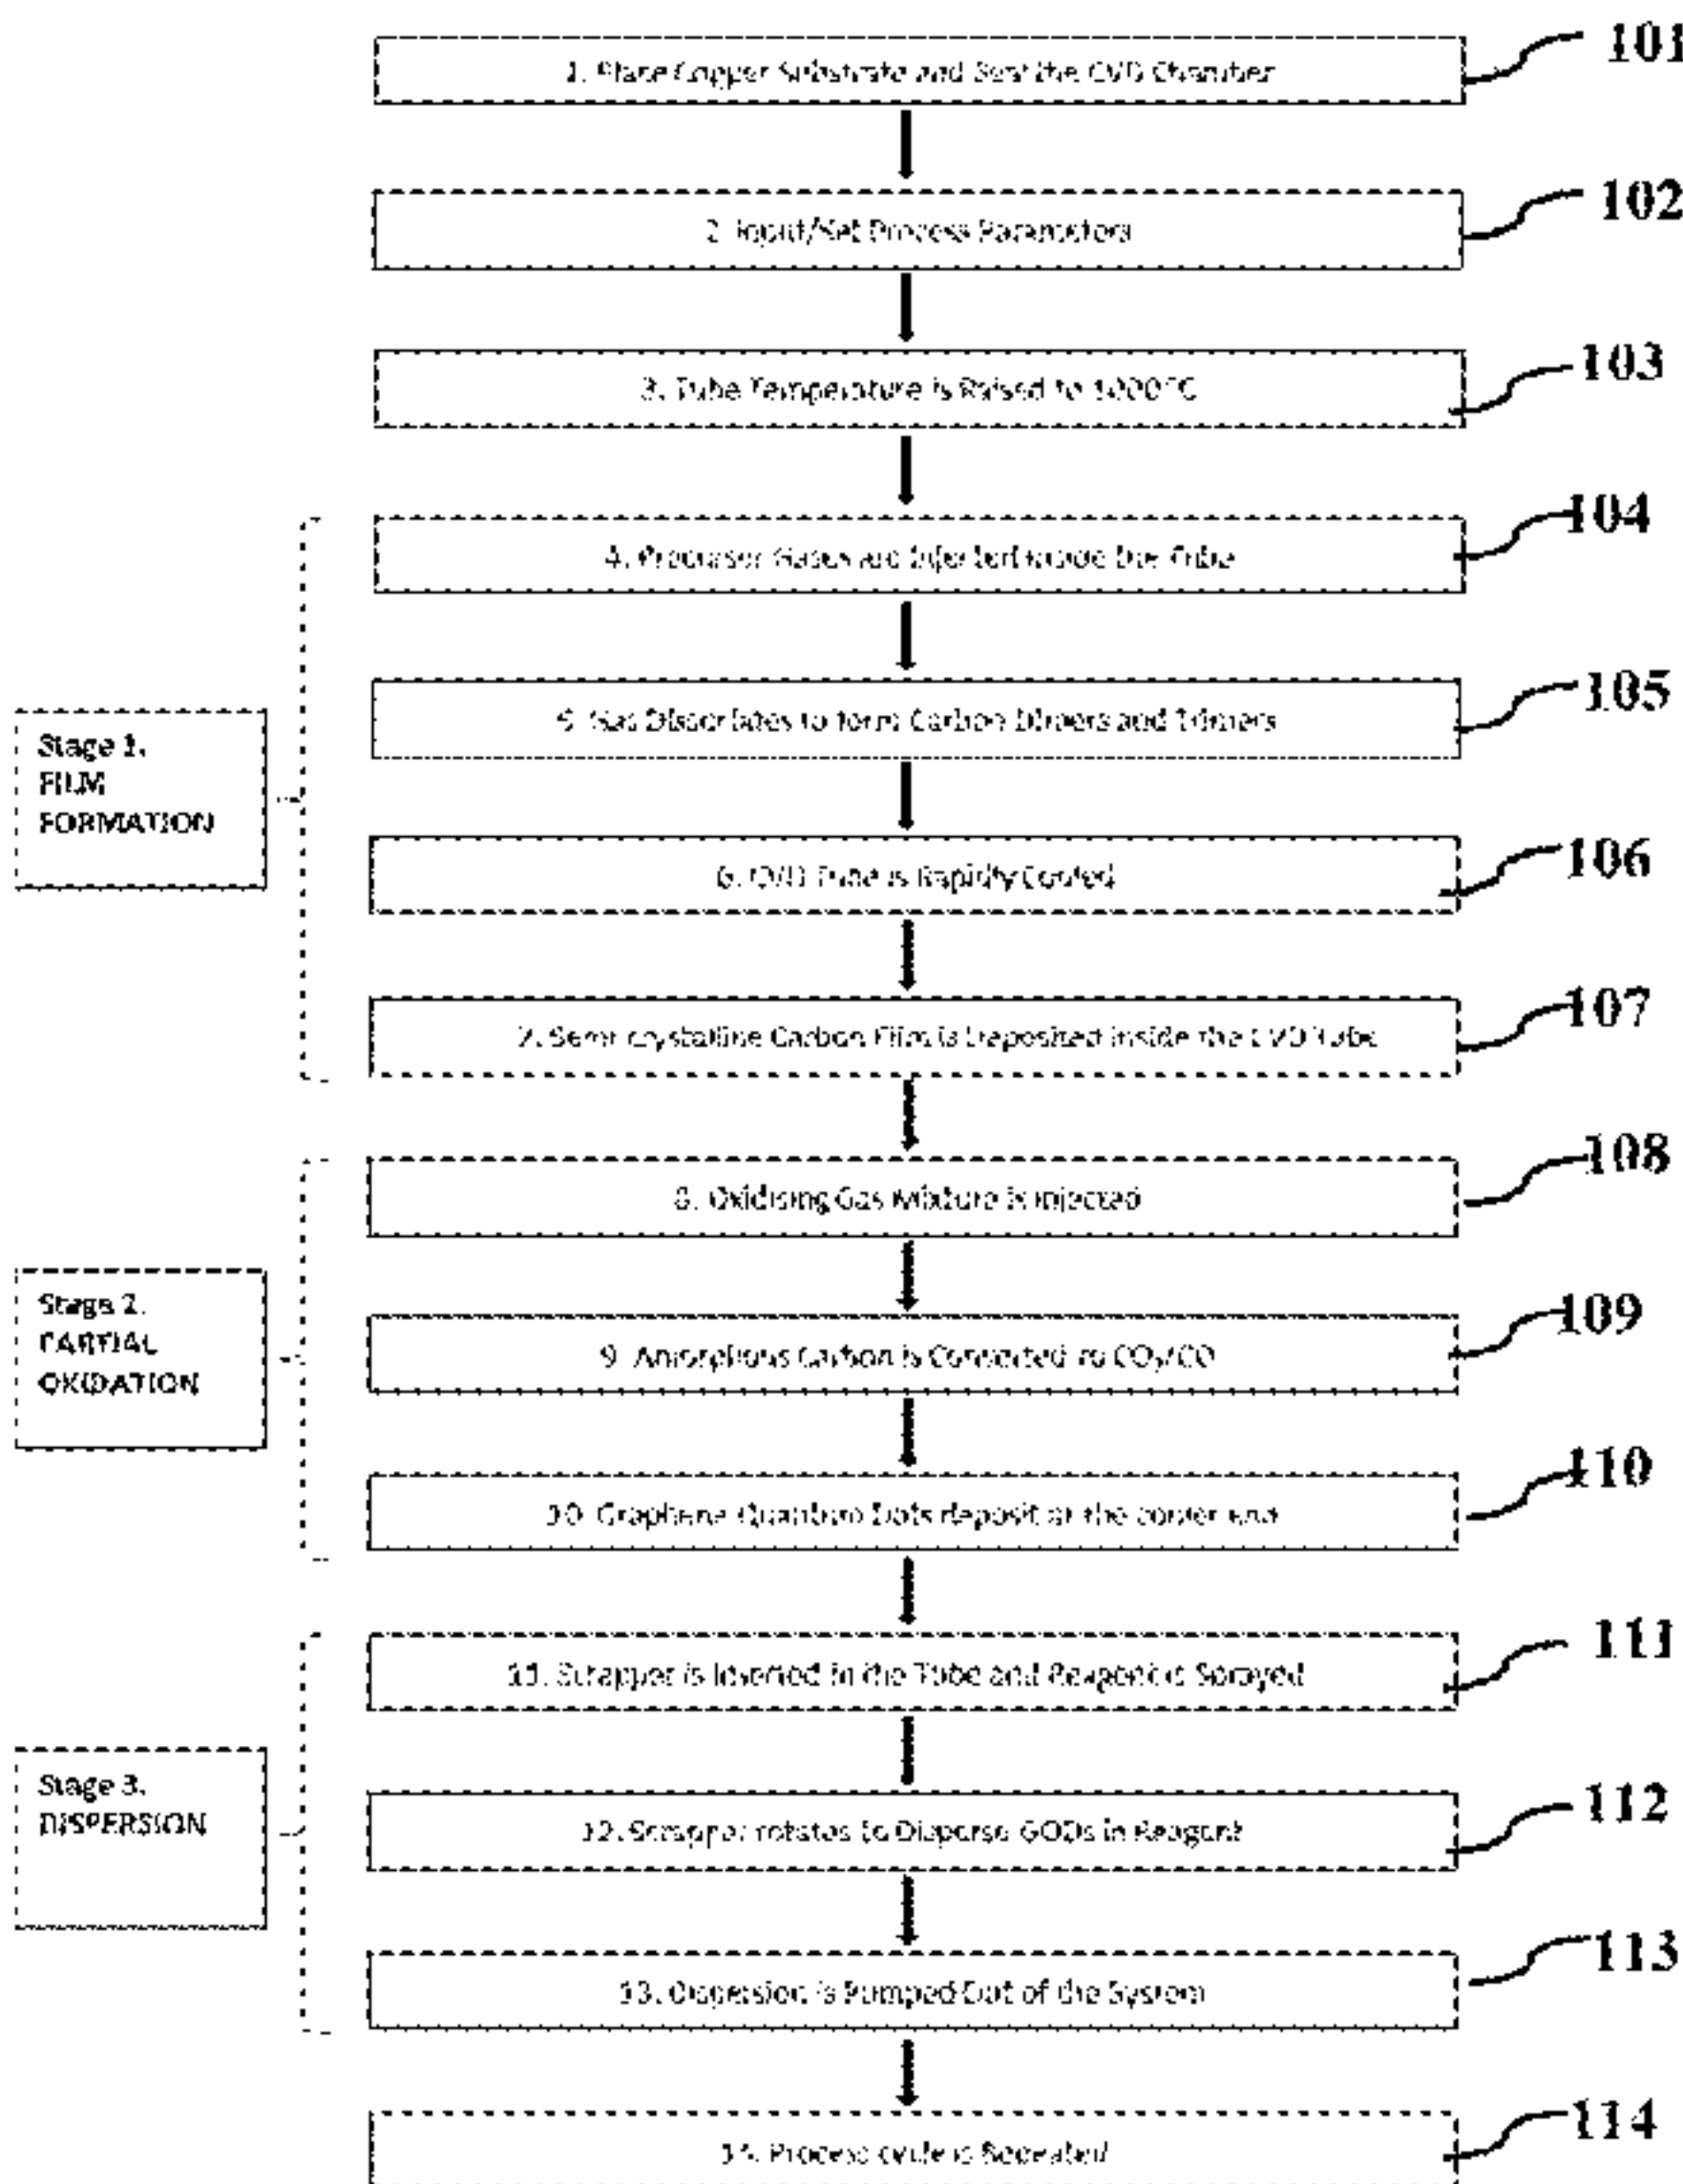 1. Place Copper Substrate and Seal the CVD Chamber
101
2. Input/Set Process Parameters
102
3. Tube Temperature is Raised to 1000°C
103
4. Precursor Gases are Injected Inside the Tube
104
5. Gas Dissociates to form Carbon Dimers and Trimers
105
Stage 1.
FILM
FORMATION
6. CVD Tube is Rapidly Cooled
106
7. Semi crystalline Carbon Film is Deposited inside the CVD Tube
107
8. Oxidising Gas Mixture is Injected
108
Stage 2.
PARTIAL
OXIDATION
9. Amorphous Carbon is Converted to CO₂/CO
109
10. Graphene Quantum Dots deposit at the cooler end
110
11. Scrapper is Inserted in the Tube and Reagent is Sprayed
111
Stage 3.
DISPERSION
12. Scrapper rotates to Disperse GQDs in Reagent
112
13. Dispersion is Pumped Out of the System
113
14. Process cycle is Repeated
114